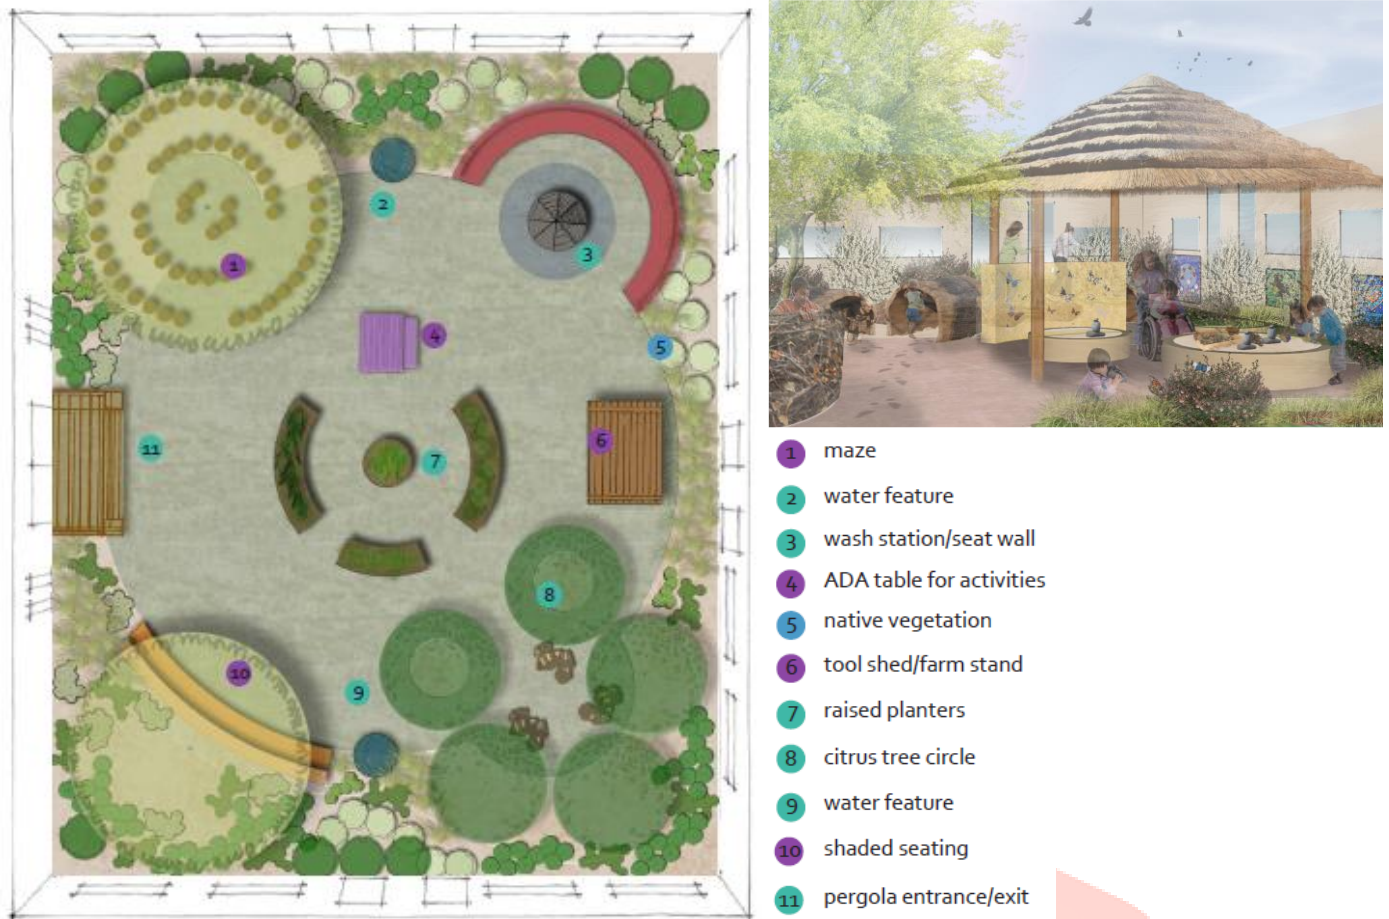 1
2
3
4
5
6
7
8
9
10
11
1 maze
2 water feature
3 wash station/seat wall
4 ADA table for activities
5 native vegetation
6 tool shed/farm stand
7 raised planters
8 citrus tree circle
9 water feature
10 shaded seating
11 pergola entrance/exit